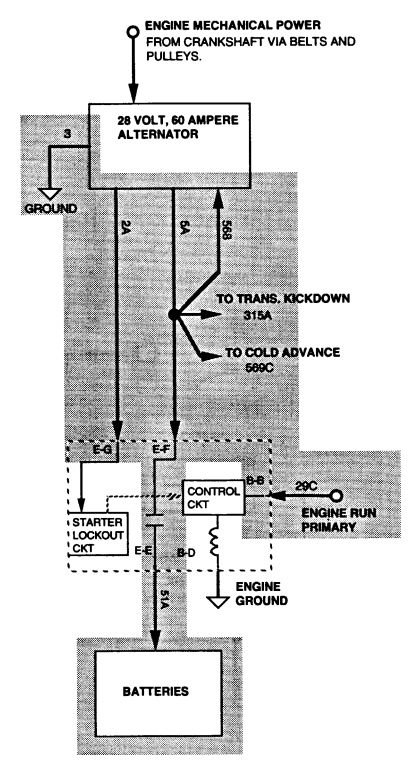 ENGINE MECHANICAL POWER
FROM CRANKSHAFT VIA BELTS AND
PULLEYS.
28 VOLT, 60 AMPERE
ALTERNATOR
3
GROUND
2A
5A
568
TO TRANS. KICKDOWN
315A
TO COLD ADVANCE
569C
E-G
E-F
B-B
29C
CONTROL
CKT
ENGINE RUN
PRIMARY
STARTER
LOCKOUT
CKT
E-E
B-D
ENGINE
GROUND
51A
BATTERIES